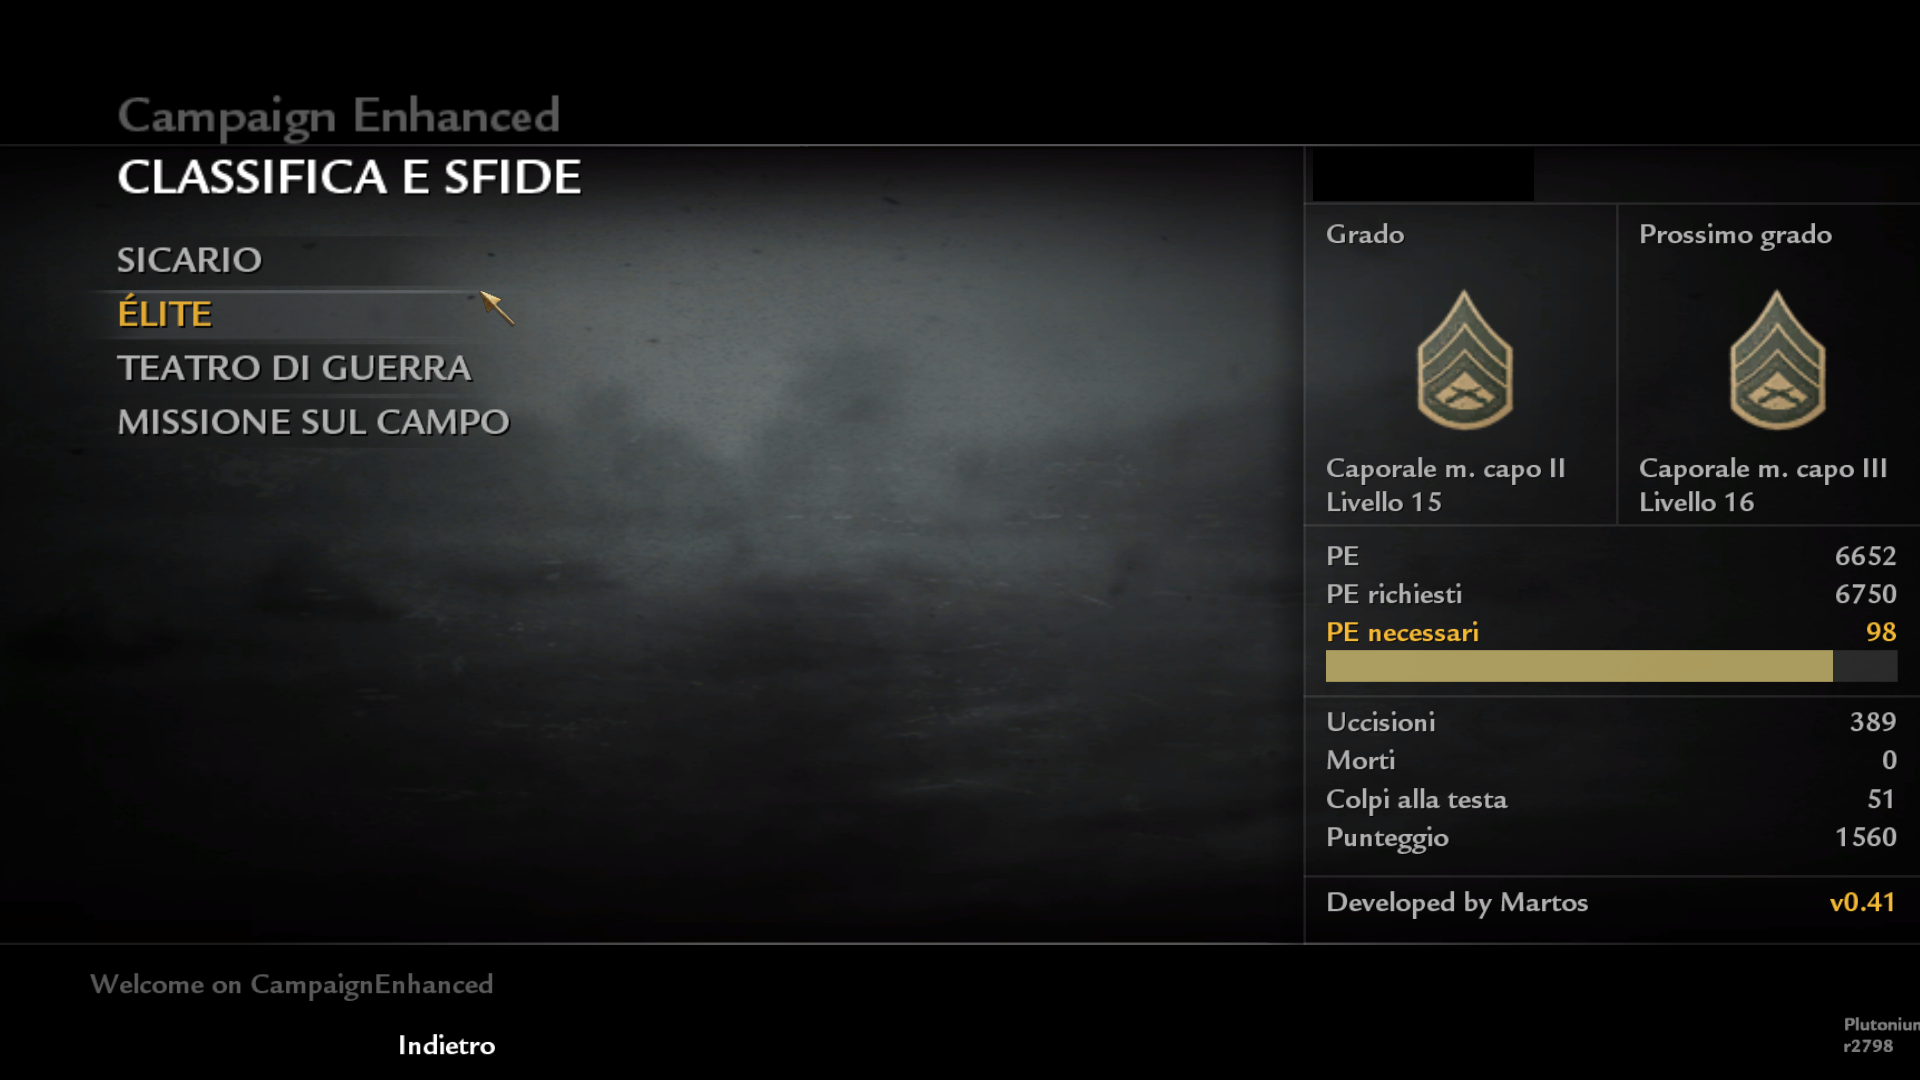 Campaign Enhanced
CLASSIFICA E SFIDE
SICARIO
ÉLITE
TEATRO DI GUERRA
MISSIONE SUL CAMPO
Grado
Prossimo grado
Caporale m. capo II
Livello 15
Caporale m. capo III
Livello 16
PE 6652
PE richiesti 6750
PE necessari 98
Uccisioni 389
Morti 0
Colpi alla testa 51
Punteggio 1560
Developed by Martos v0.41
Welcome on CampaignEnhanced
Indietro
Plutonium
r2798